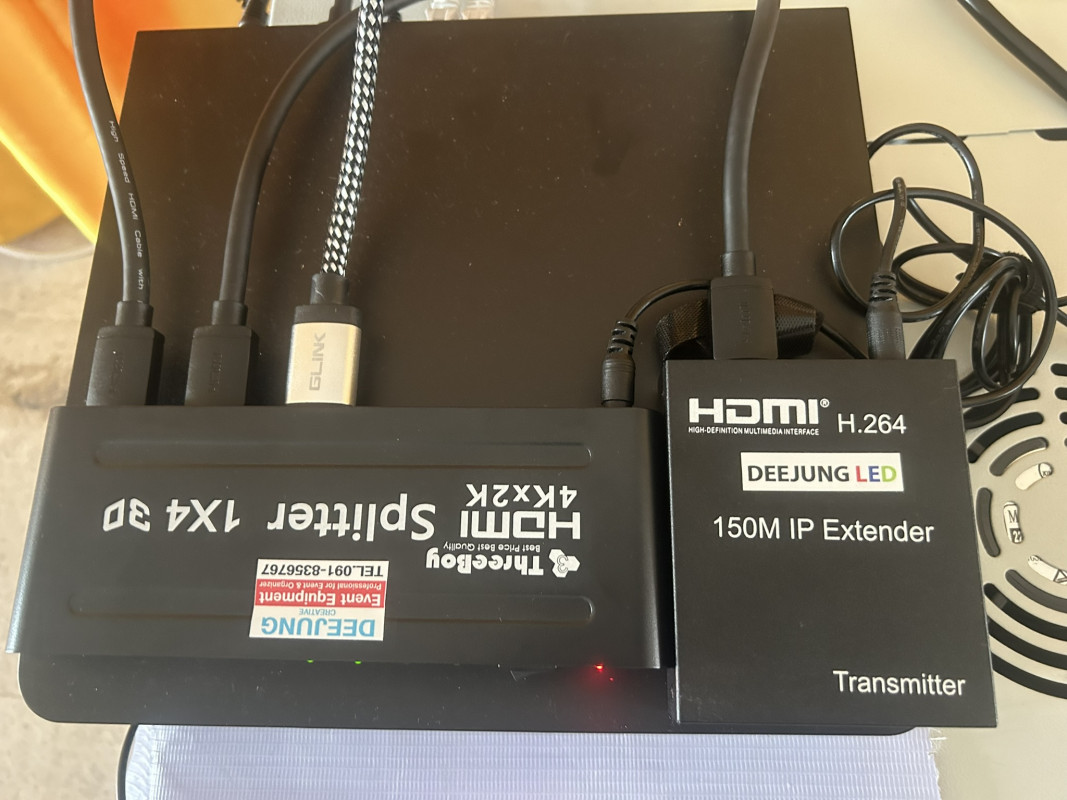 High Speed HDMI Cable with
GLINK
HDMI®
HIGH-DEFINITION MULTIMEDIA INTERFACE
H.264
DEEJUNG LED
150M IP Extender
Transmitter
ThreeBoy
Best Price Best Quality
HDMI Splitter 1X4 3D
4Kx2K
DEEJUNG
CREATIVE
Event Equipment
Professional for Event & Organizer
TEL.091-8356767